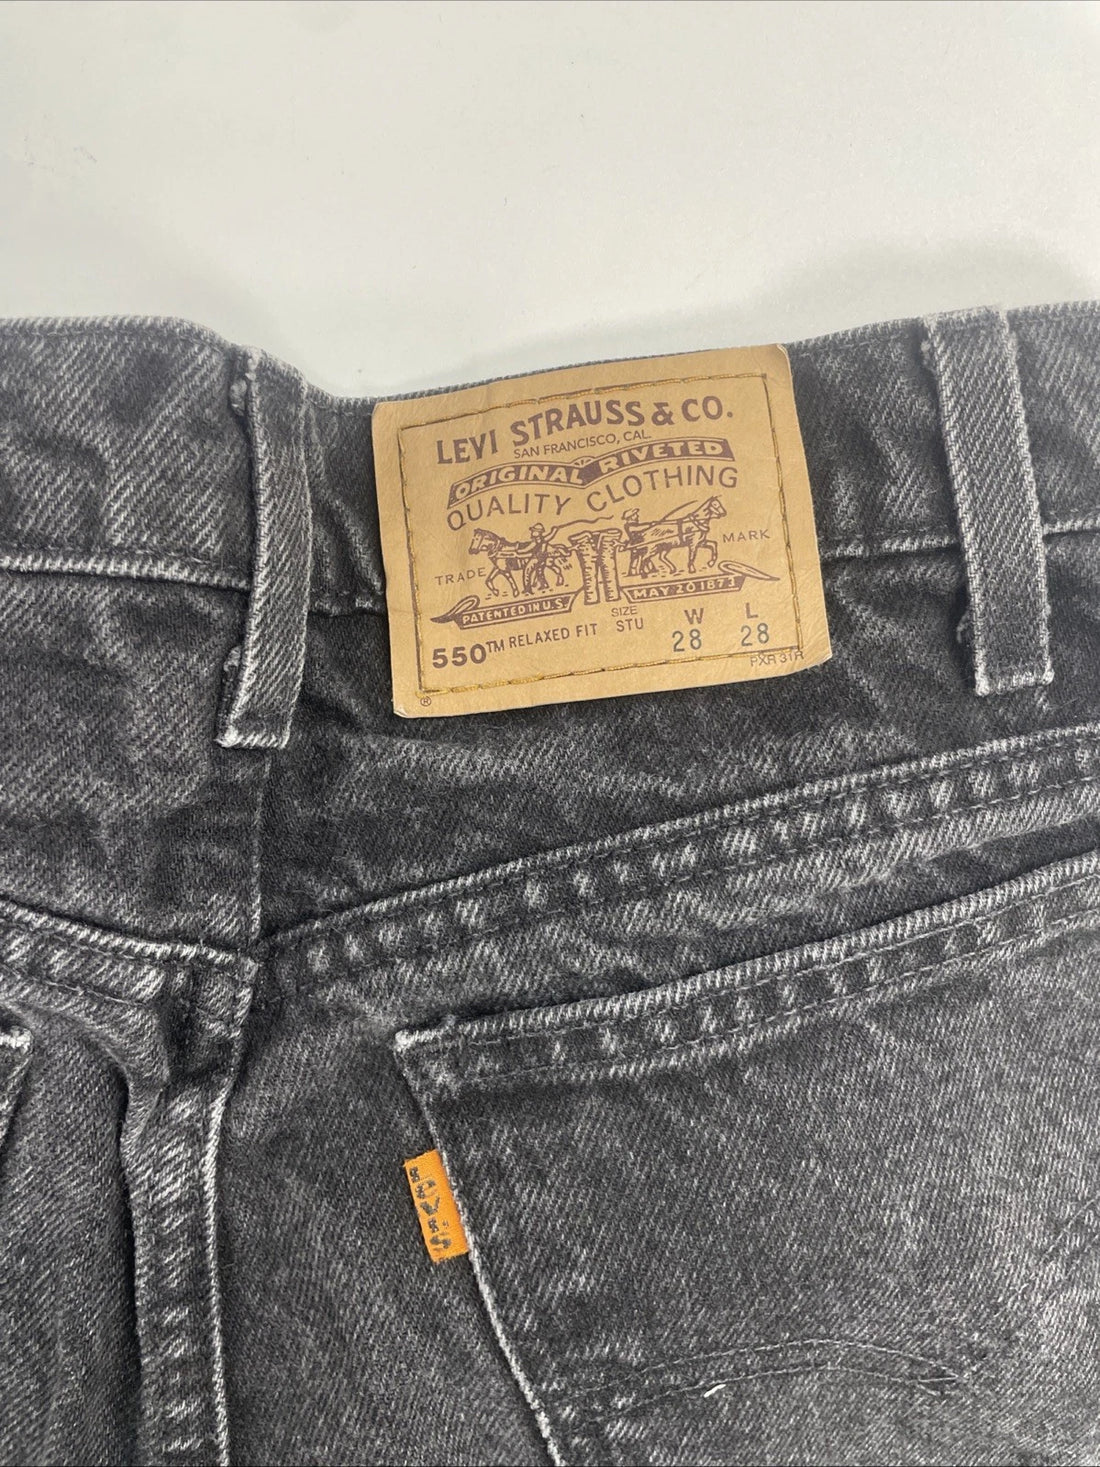 LEVI STRAUSS & CO.
SAN FRANCISCO, CAL.
ORIGINAL RIVETED
QUALITY CLOTHING
TRADE MARK
PATENTED IN U.S. MAY 20 1873
550™ RELAXED FIT SIZE STU W 28 L 28
PXR 31R
®
LEVI'S